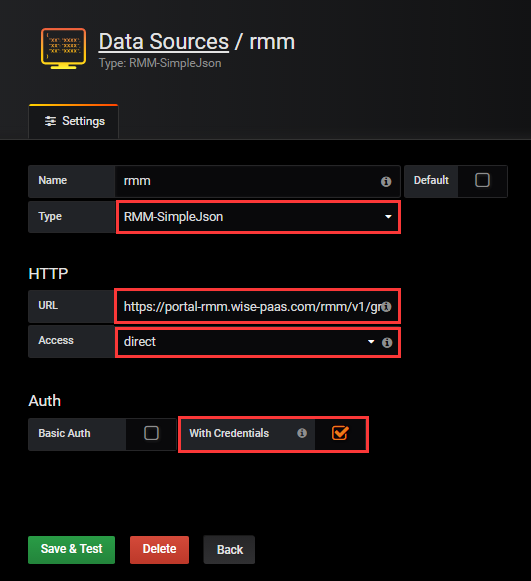 Data Sources / rmm
Type: RMM-SimpleJson
Settings
Name rmm Default
Type RMM-SimpleJson
HTTP
URL https://portal-rmm.wise-paas.com/rmm/v1/gr
Access direct
Auth
Basic Auth With Credentials
Save & Test Delete Back